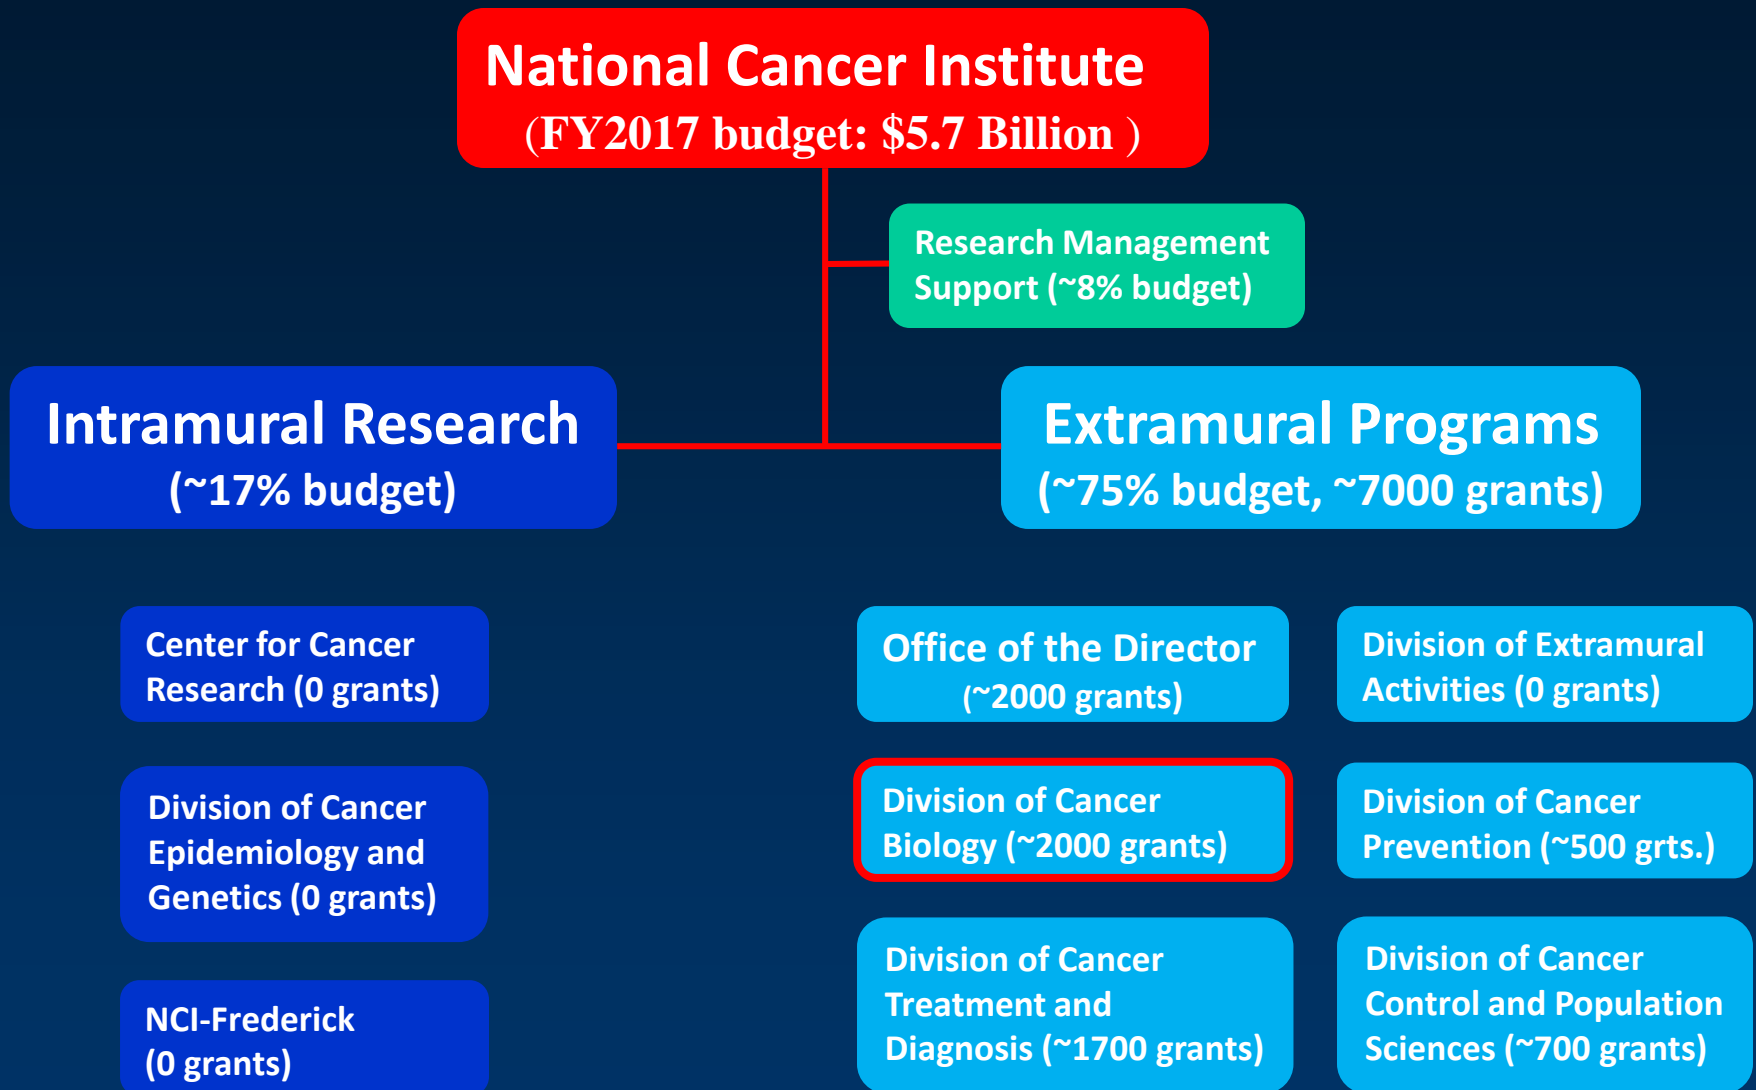 National Cancer Institute
(FY2017 budget: $5.7 Billion )
Research Management
Support (~8% budget)
Intramural Research
(~17% budget)
Extramural Programs
(~75% budget, ~7000 grants)
Center for Cancer
Research (0 grants)
Division of Cancer
Epidemiology and
Genetics (0 grants)
NCI-Frederick
(0 grants)
Office of the Director
(~2000 grants)
Division of Extramural
Activities (0 grants)
Division of Cancer
Biology (~2000 grants)
Division of Cancer
Prevention (~500 grts.)
Division of Cancer
Treatment and
Diagnosis (~1700 grants)
Division of Cancer
Control and Population
Sciences (~700 grants)